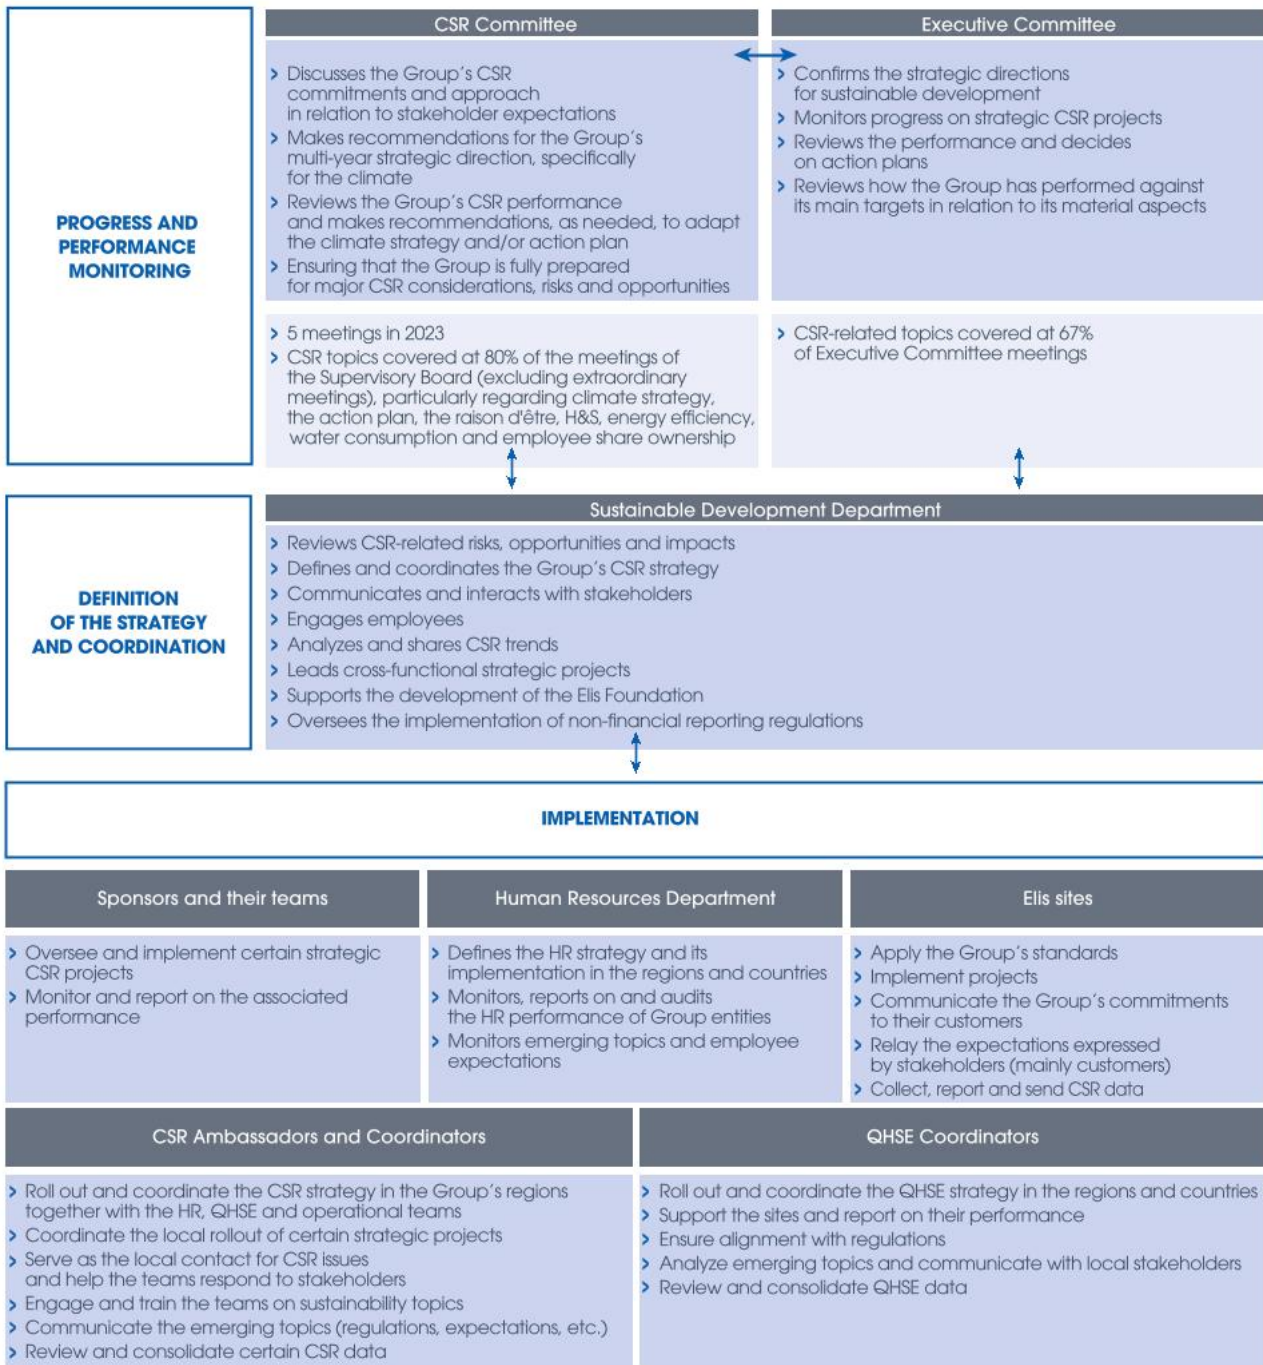 CSR Committee
Executive Committee
PROGRESS AND
PERFORMANCE
MONITORING
> Discusses the Group's CSR
commitments and approach
in relation to stakeholder expectations
> Makes recommendations for the Group's
multi-year strategic direction, specifically
for the climate
> Reviews the Group's CSR performance
and makes recommendations, as needed, to adapt
the climate strategy and/or action plan
> Ensuring that the Group is fully prepared
for major CSR considerations, risks and opportunities
> Confirms the strategic directions
for sustainable development
> Monitors progress on strategic CSR projects
> Reviews the performance and decides
on action plans
> Reviews how the Group has performed against
its main targets in relation to its material aspects
> 5 meetings in 2023
> CSR topics covered at 80% of the meetings of
the Supervisory Board (excluding extraordinary
meetings), particularly regarding climate strategy,
the action plan, the raison d'être, H&S, energy efficiency,
water consumption and employee share ownership
> CSR-related topics covered at 67%
of Executive Committee meetings
DEFINITION
OF THE STRATEGY
AND COORDINATION
Sustainable Development Department
> Reviews CSR-related risks, opportunities and impacts
> Defines and coordinates the Group's CSR strategy
> Communicates and interacts with stakeholders
> Engages employees
> Analyzes and shares CSR trends
> Leads cross-functional strategic projects
> Supports the development of the Elis Foundation
> Oversees the implementation of non-financial reporting regulations
IMPLEMENTATION
Sponsors and their teams
> Oversee and implement certain strategic
CSR projects
> Monitor and report on the associated
performance
Human Resources Department
> Defines the HR strategy and its
implementation in the regions and countries
> Monitors, reports on and audits
the HR performance of Group entities
> Monitors emerging topics and employee
expectations
Elis sites
> Apply the Group's standards
> Implement projects
> Communicate the Group's commitments
to their customers
> Relay the expectations expressed
by stakeholders (mainly customers)
> Collect, report and send CSR data
CSR Ambassadors and Coordinators
> Roll out and coordinate the CSR strategy in the Group's regions
together with the HR, QHSE and operational teams
> Coordinate the local rollout of certain strategic projects
> Serve as the local contact for CSR issues
and help the teams respond to stakeholders
> Engage and train the teams on sustainability topics
> Communicate the emerging topics (regulations, expectations, etc.)
> Review and consolidate certain CSR data
QHSE Coordinators
> Roll out and coordinate the QHSE strategy in the regions and countries
> Support the sites and report on their performance
> Ensure alignment with regulations
> Analyze emerging topics and communicate with local stakeholders
> Review and consolidate QHSE data